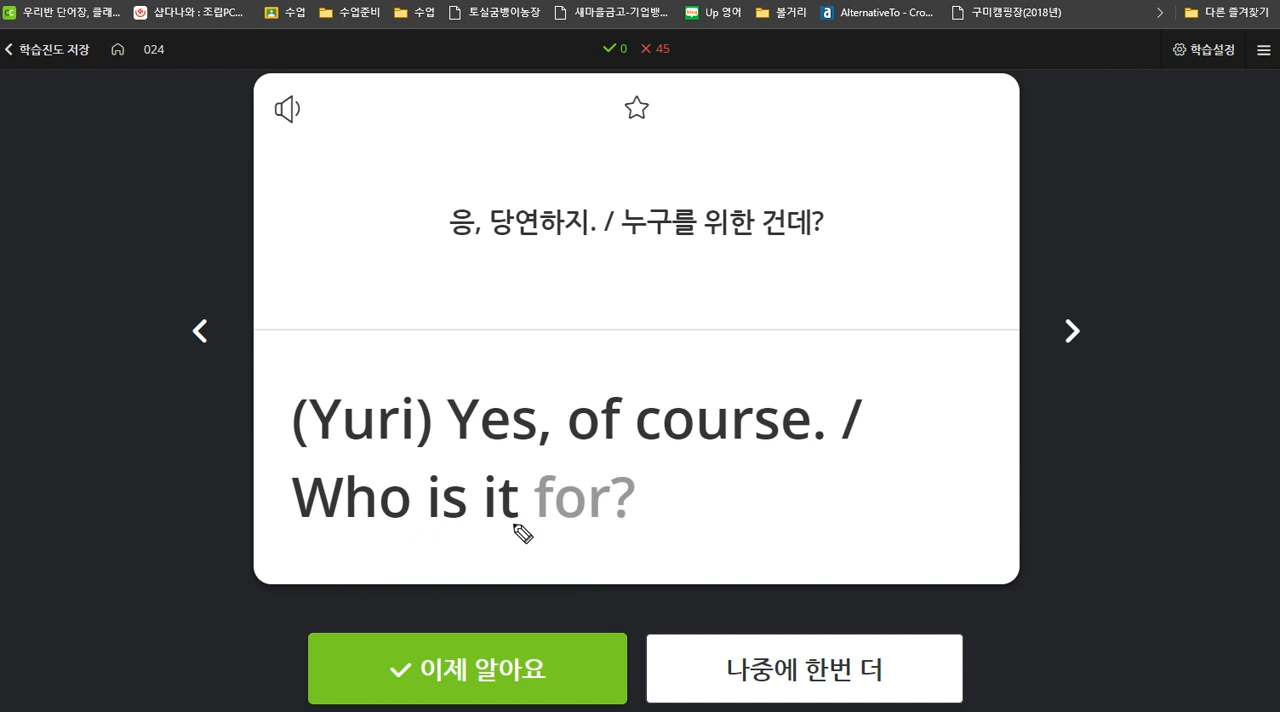 우리반 단어장, 클래... 샵다나와 : 조립PC... 수업 수업준비 수업 토실굼벵이농장 새마을금고-기업뱅... Up 영어 볼거리 AlternativeTo - Cro... 구미캠핑장(2018년) 다른 즐겨찾기
학습진도 저장 024 0 45 학습설정
응, 당연하지. / 누구를 위한 건데?
(Yuri) Yes, of course. /
Who is it for?
이제 알아요 나중에 한번 더